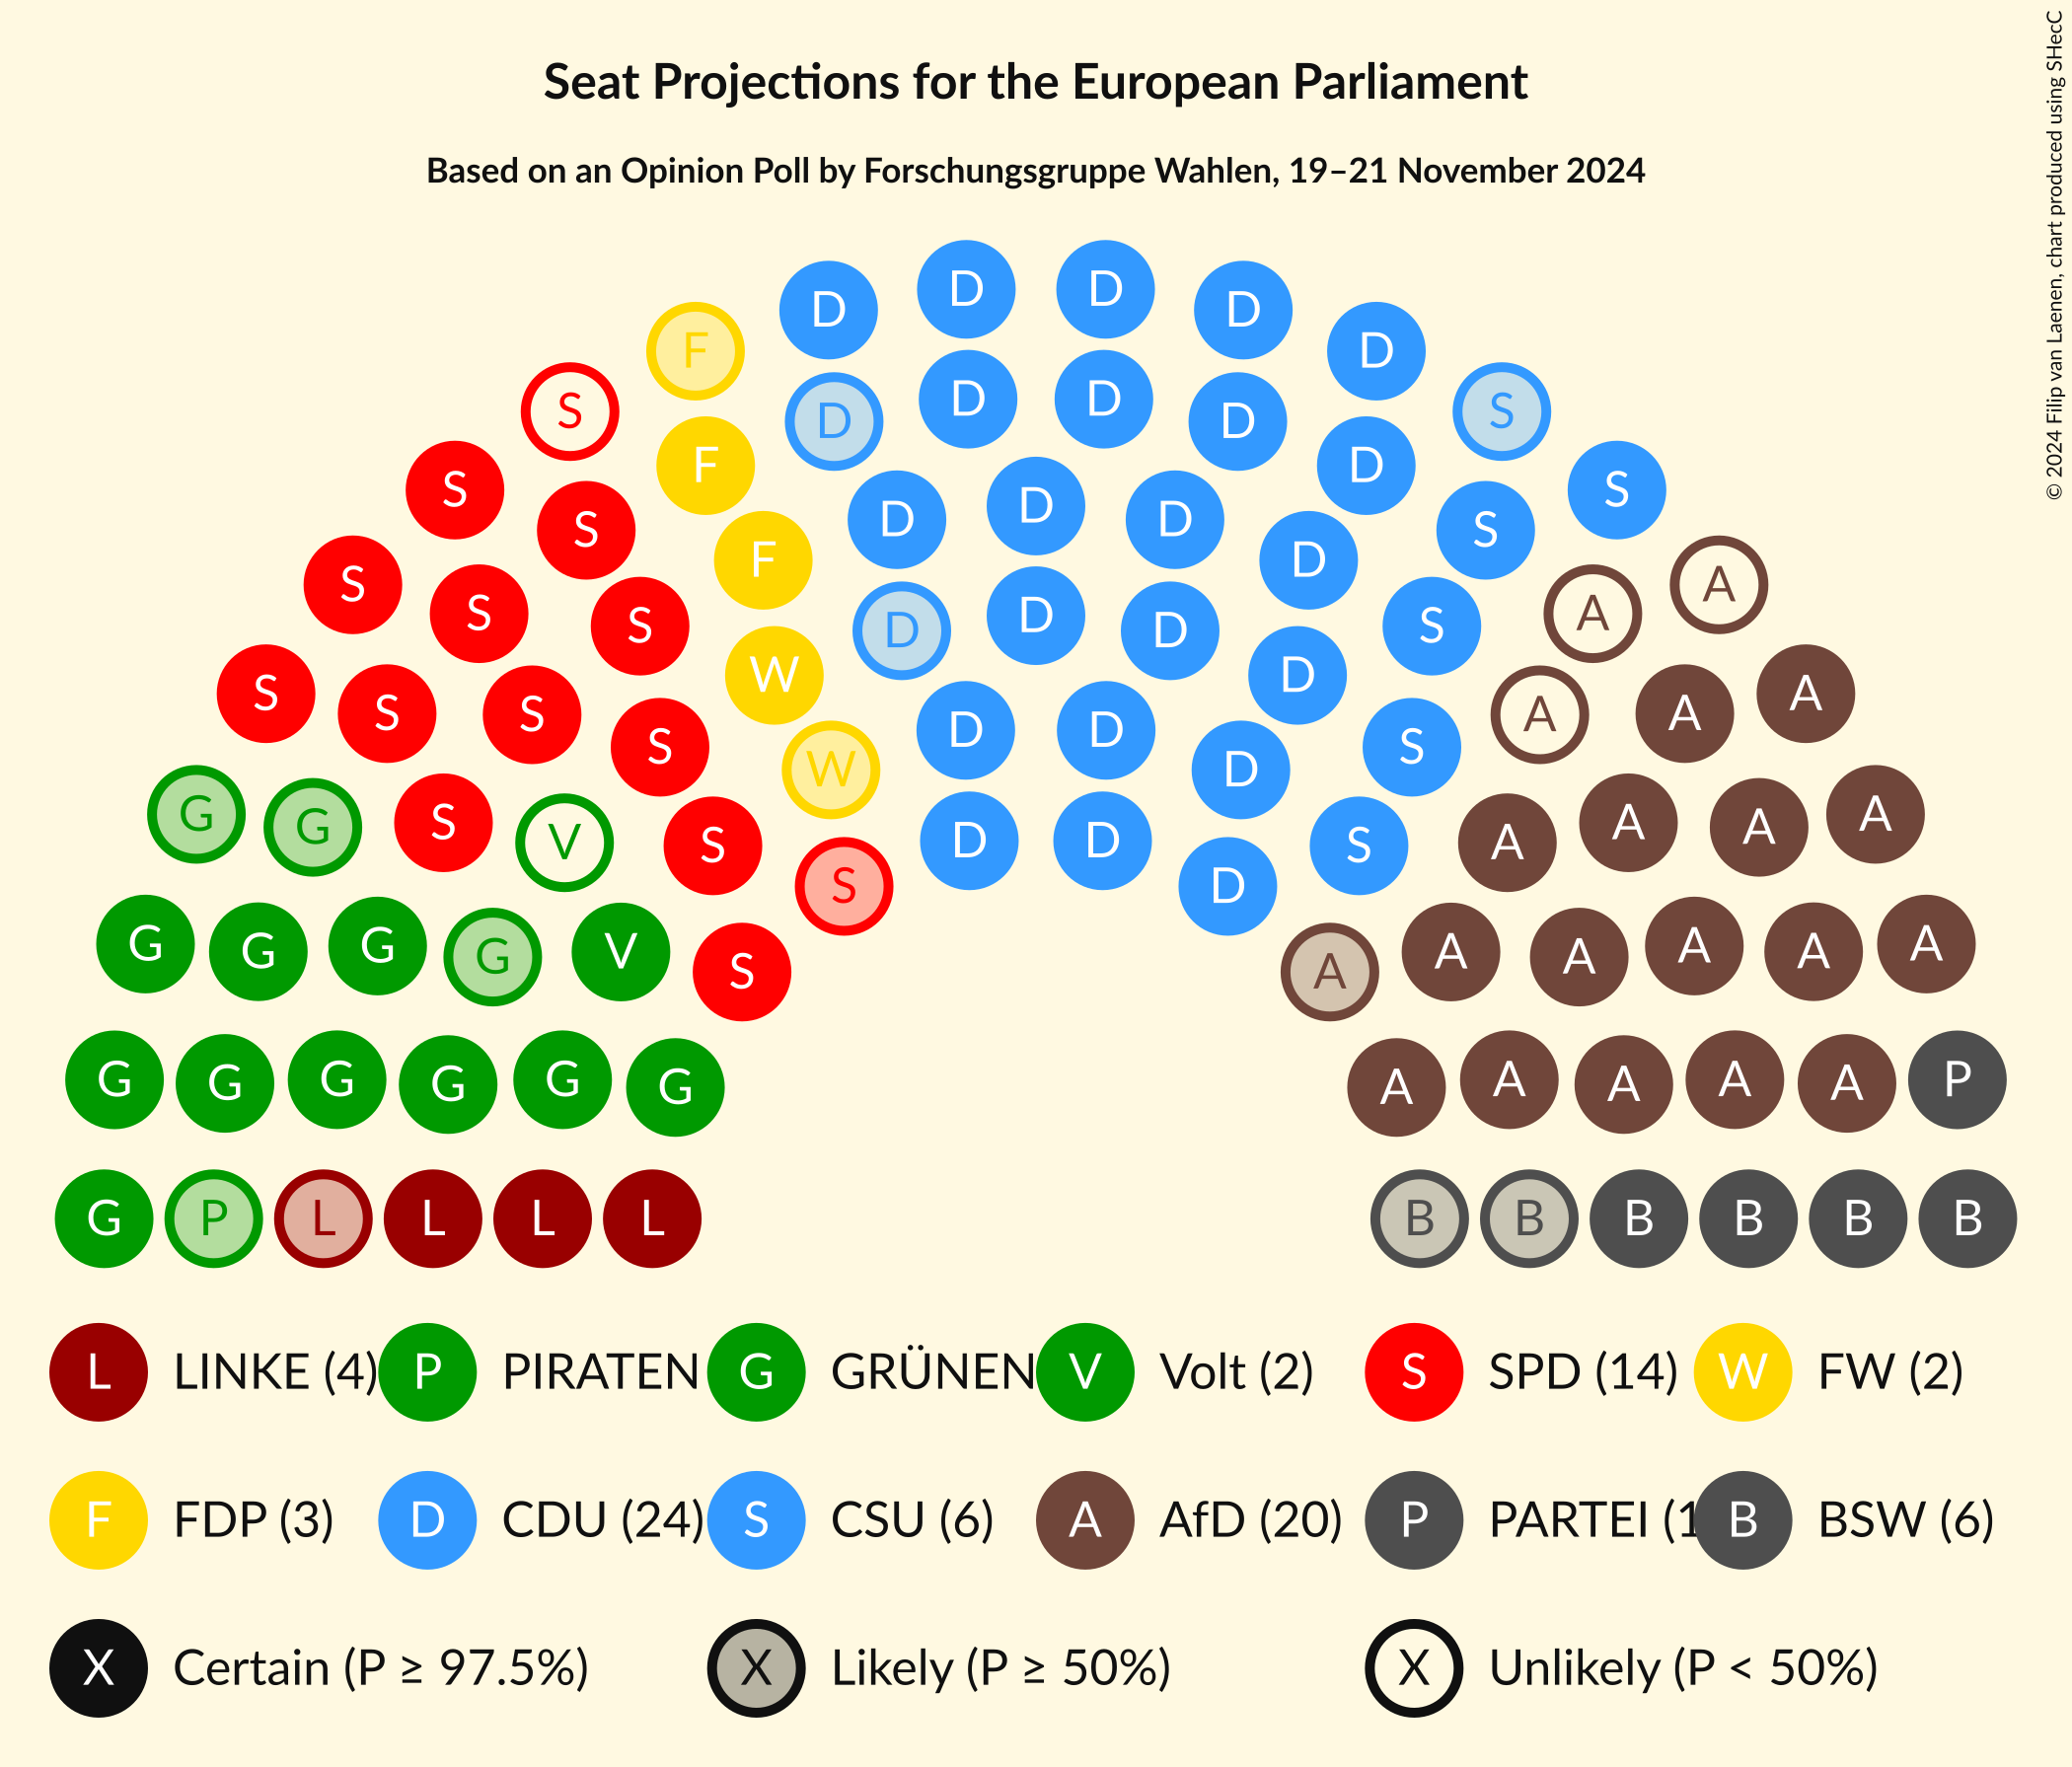 Seat Projections for the European Parliament
Based on an Opinion Poll by Forschungsgruppe Wahlen, 19–21 November 2024
© 2024 Filip van Laenen, chart produced using SHecC
D D
D D
F D
D D
S S
D D
F D
S S
D
D D
S S
F D
S A
S D A
S D D S
W D
S A
S S A A
D D
S S
W D
G A
G S A A
V S D D S A
S D
G G G V A A A A
G A
S A
G G G G G G A A A A A P
G P L L L L B B B B B B
L LINKE (4) P PIRATEN G GRÜNEN V Volt (2) S SPD (14) W FW (2)
F FDP (3) D CDU (24) S CSU (6) A AfD (20) P PARTEI (1 B BSW (6)
X Certain (P ≥ 97.5%) X Likely (P ≥ 50%) X Unlikely (P < 50%)